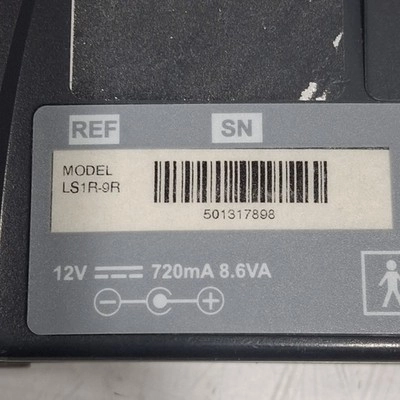 REF SN
MODEL
LS1R-9R
501317898
12V 720mA 8.6VA